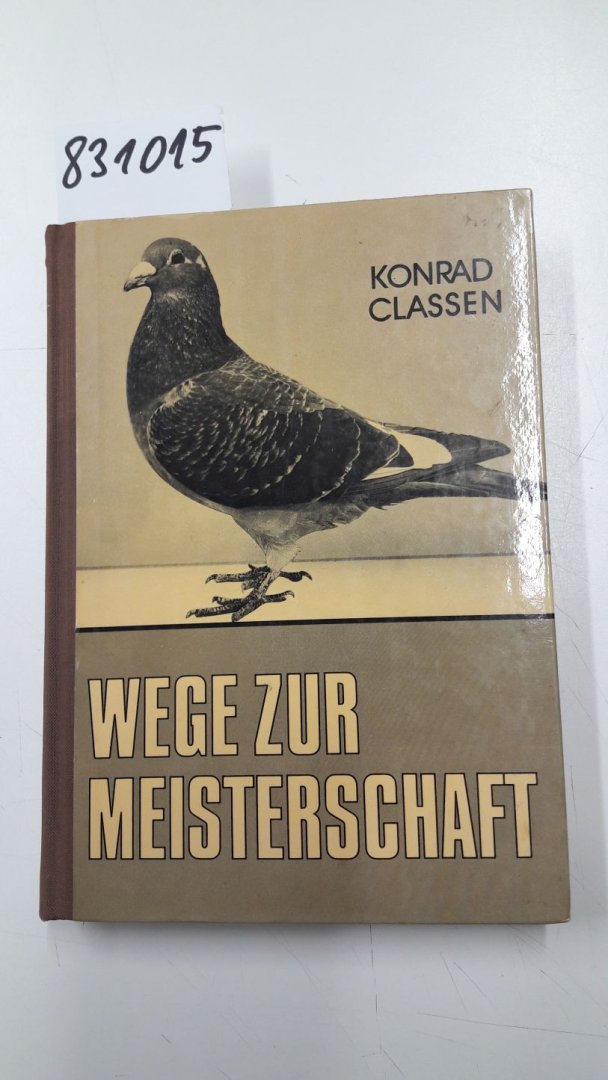 831015
KONRAD
CLASSEN
WEGE ZUR
MEISTERSCHAFT